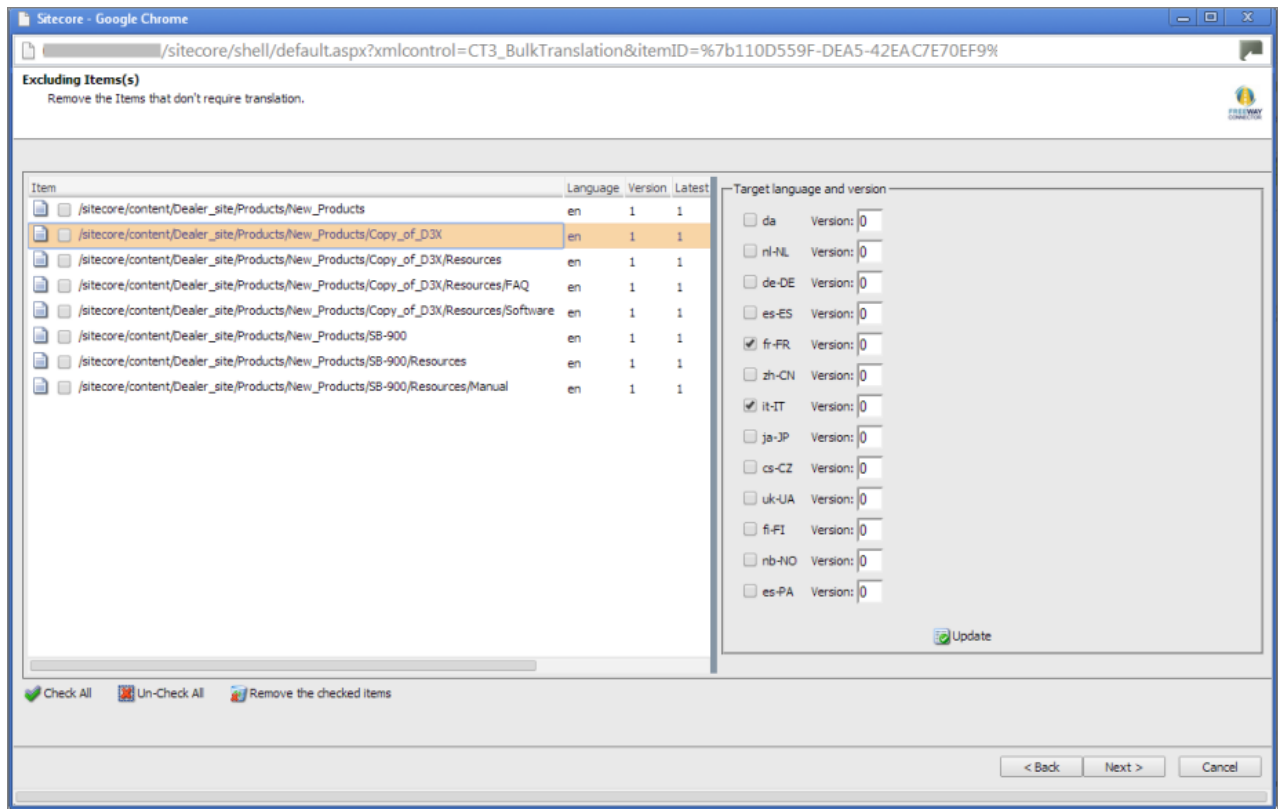 Sitecore - Google Chrome
/sitecore/shell/default.aspx?xmlcontrol=CT3_BulkTranslation&itemID=%7b110D559F-DEA5-42EAC7E70EF9%
Excluding Items(s)
Remove the Items that don't require translation.
FREEWAY
CONNECTOR
Item Language Version Latest
/sitecore/content/Dealer_site/Products/New_Products en 1 1
/sitecore/content/Dealer_site/Products/New_Products/Copy_of_D3X en 1 1
/sitecore/content/Dealer_site/Products/New_Products/Copy_of_D3X/Resources en 1 1
/sitecore/content/Dealer_site/Products/New_Products/Copy_of_D3X/Resources/FAQ en 1 1
/sitecore/content/Dealer_site/Products/New_Products/Copy_of_D3X/Resources/Software en 1 1
/sitecore/content/Dealer_site/Products/New_Products/SB-900 en 1 1
/sitecore/content/Dealer_site/Products/New_Products/SB-900/Resources en 1 1
/sitecore/content/Dealer_site/Products/New_Products/SB-900/Resources/Manual en 1 1
Target language and version
da Version: 0
nl-NL Version: 0
de-DE Version: 0
es-ES Version: 0
fr-FR Version: 0
zh-CN Version: 0
it-IT Version: 0
ja-JP Version: 0
cs-CZ Version: 0
uk-UA Version: 0
fi-FI Version: 0
nb-NO Version: 0
es-PA Version: 0
Update
Check All Un-Check All Remove the checked items
< Back Next > Cancel